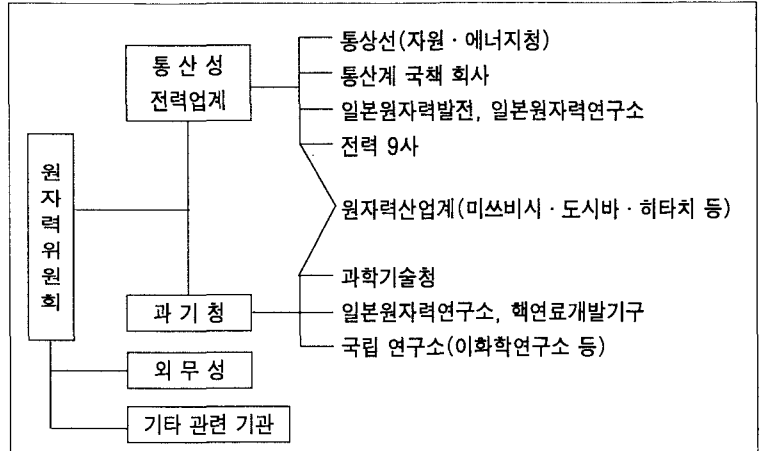 통상선(자원 · 에너지청)
통 산 성
전력업계
통산계 국책 회사
일본원자력발전, 일본원자력연구소
전력 9사
원자력위원회
원자력산업계(미쓰비시 · 도시바 · 히타치 등)
과학기술청
과 기 청
일본원자력연구소, 핵연료개발기구
국립 연구소(이화학연구소 등)
외 무 성
기타 관련 기관